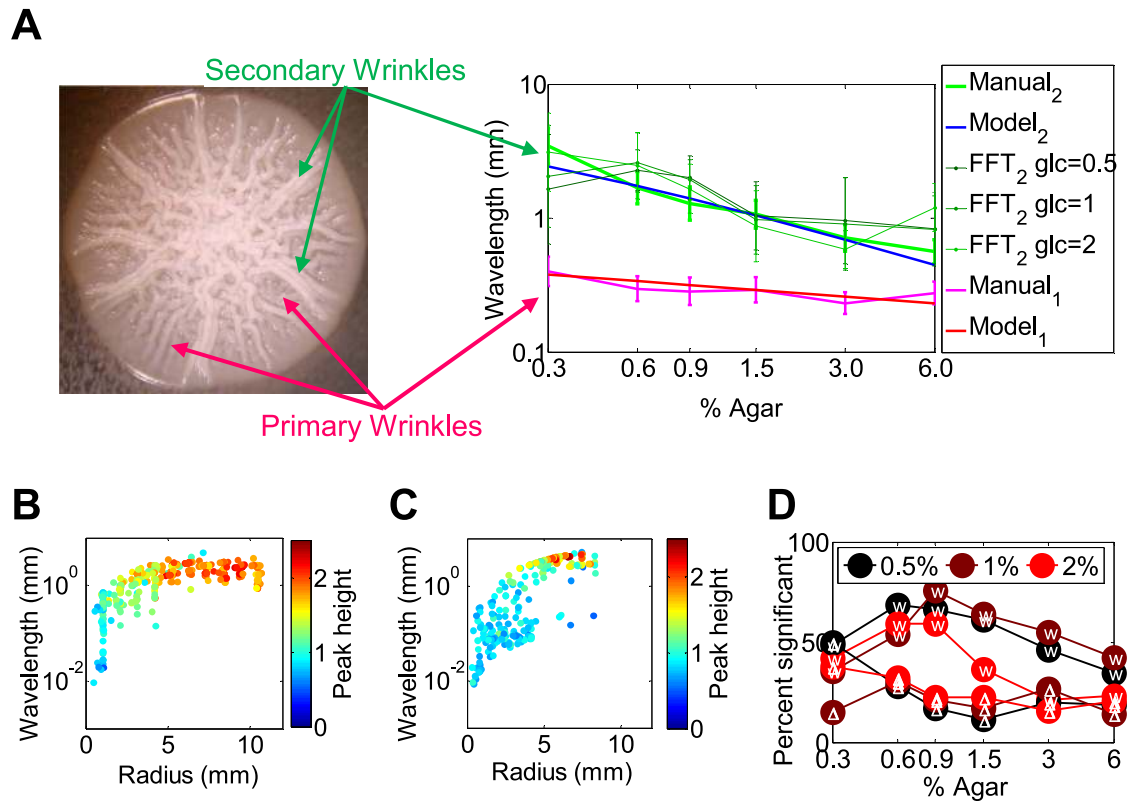 A
Secondary Wrinkles
Primary Wrinkles
Wavelength (mm)
10
1
0.1
0.3 0.6 0.9 1.5 3.0 6.0
% Agar
Manual2
Model2
FFT2 glc=0.5
FFT2 glc=1
FFT2 glc=2
Manual1
Model1
B
Wavelength (mm)
10^0
10^-2
0 5 10
Radius (mm)
2
1
0
Peak height
C
Wavelength (mm)
10^0
10^-2
0 5 10
Radius (mm)
2
1
0
Peak height
D
Percent significant
100
50
0
0.5% 1% 2%
0.3 0.6 0.9 1.5 3 6
% Agar